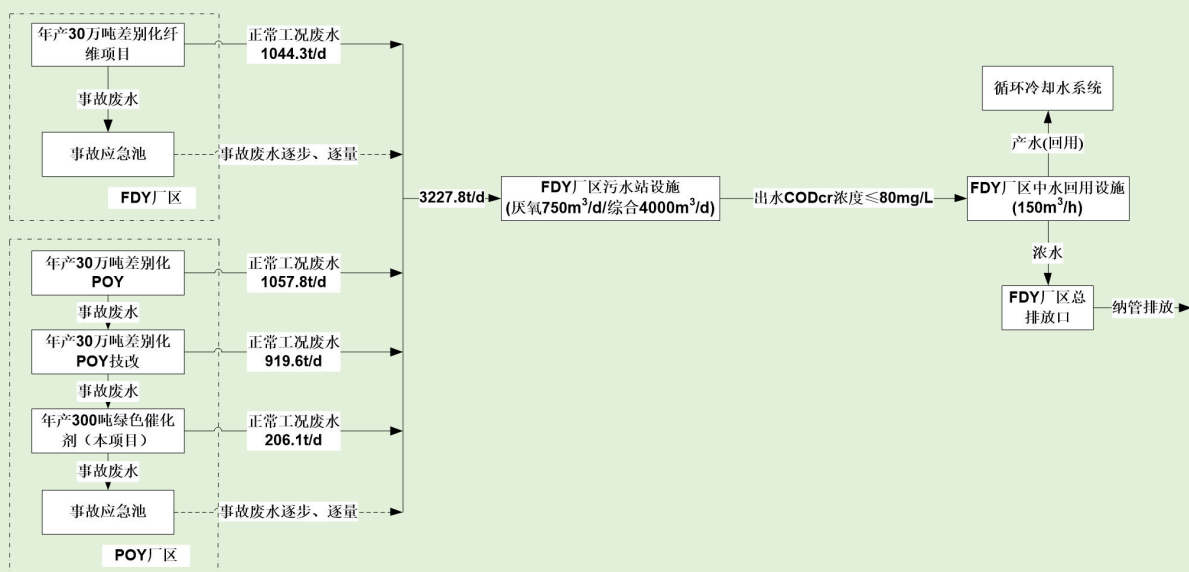 年产30万吨差别化纤
维项目
正常工况废水
1044.3t/d
事故废水
事故应急池
事故废水逐步、逐量
FDY厂区
循环冷却水系统
产水(回用)
3227.8t/d
FDY厂区污水站设施
(厌氧750m³/d/综合4000m³/d)
出水CODcr浓度≤80mg/L
FDY厂区中水回用设施
(150m³/h)
浓水
FDY厂区总
排放口
纳管排放
年产30万吨差别化
POY
正常工况废水
1057.8t/d
事故废水
年产30万吨差别化
POY技改
正常工况废水
919.6t/d
事故废水
年产300吨绿色催化
剂（本项目）
正常工况废水
206.1t/d
事故废水
事故应急池
事故废水逐步、逐量
POY厂区